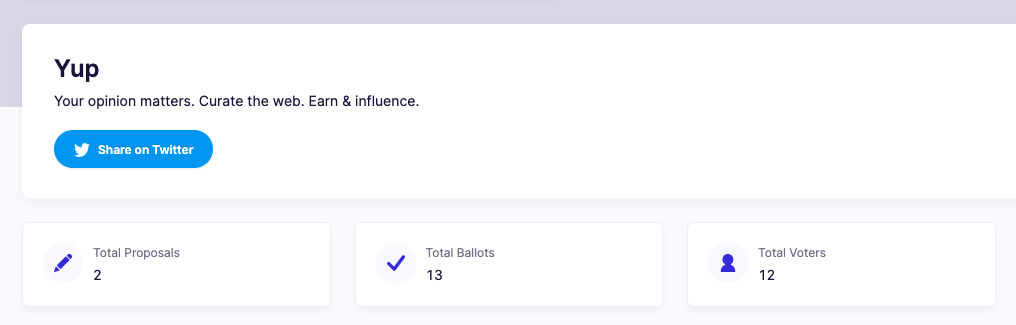 Yup
Your opinion matters. Curate the web. Earn & influence.
Share on Twitter
Total Proposals
2
Total Ballots
13
Total Voters
12